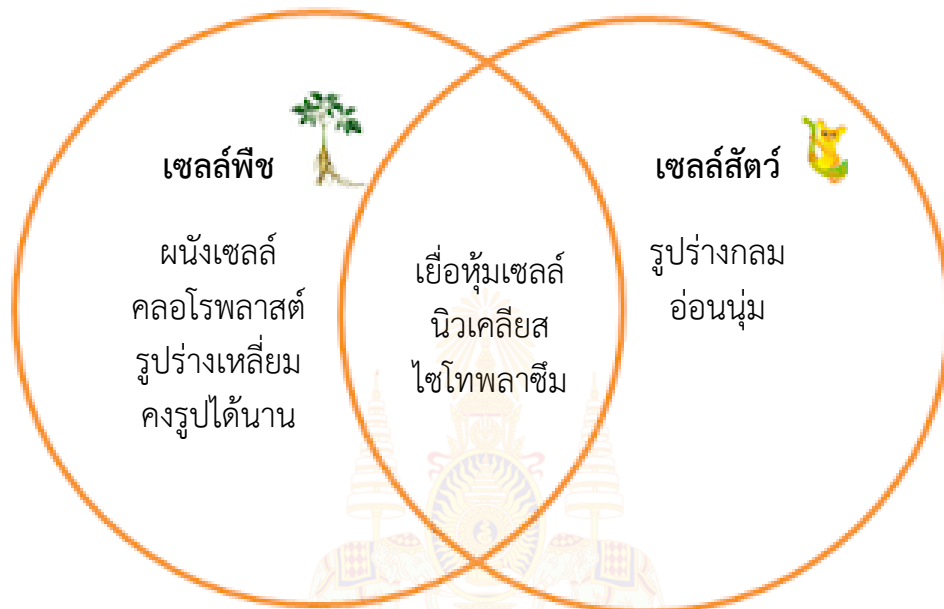 เซลล์พืช
ผนังเซลล์
คลอโรพลาสต์
รูปร่างเหลี่ยม
คงรูปได้นาน
เยื่อหุ้มเซลล์
นิวเคลียส
ไซโทพลาซึม
เซลล์สัตว์
รูปร่างกลม
อ่อนนุ่ม